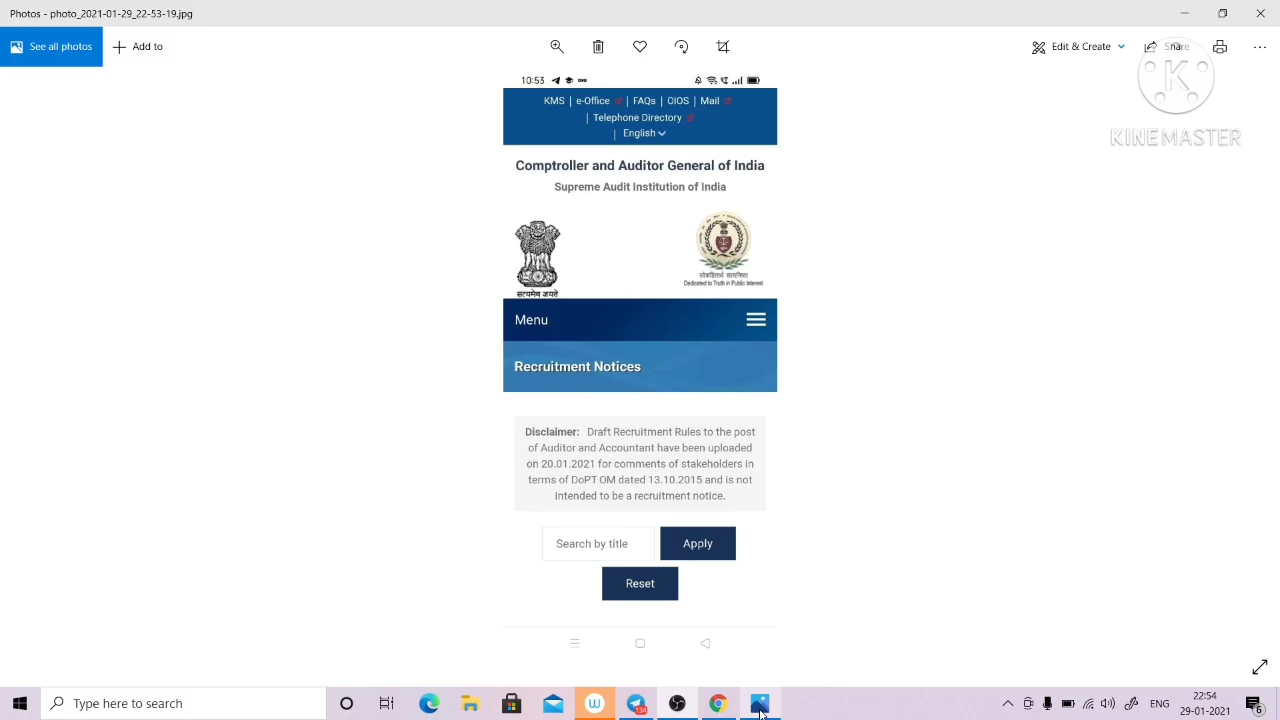 Photos - photo_2021-01-29_22-53-19.jpg
See all photos
Add to
Edit & Create
Share
KINEMASTER
10:53
KMS | e-Office | FAQs | OIOS | Mail
| Telephone Directory
| English
Comptroller and Auditor General of India
Supreme Audit Institution of India
सत्यमेव जयते
लोकहितार्थ सत्यनिष्ठा
Dedicated to Truth in Public Interest
Menu
Recruitment Notices
Disclaimer: Draft Recruitment Rules to the post
of Auditor and Accountant have been uploaded
on 20.01.2021 for comments of stakeholders in
terms of DoPT OM dated 13.10.2015 and is not
intended to be a recruitment notice.
Search by title
Apply
Reset
Type here to search
134
ENG
22:54
29-01-2021
6